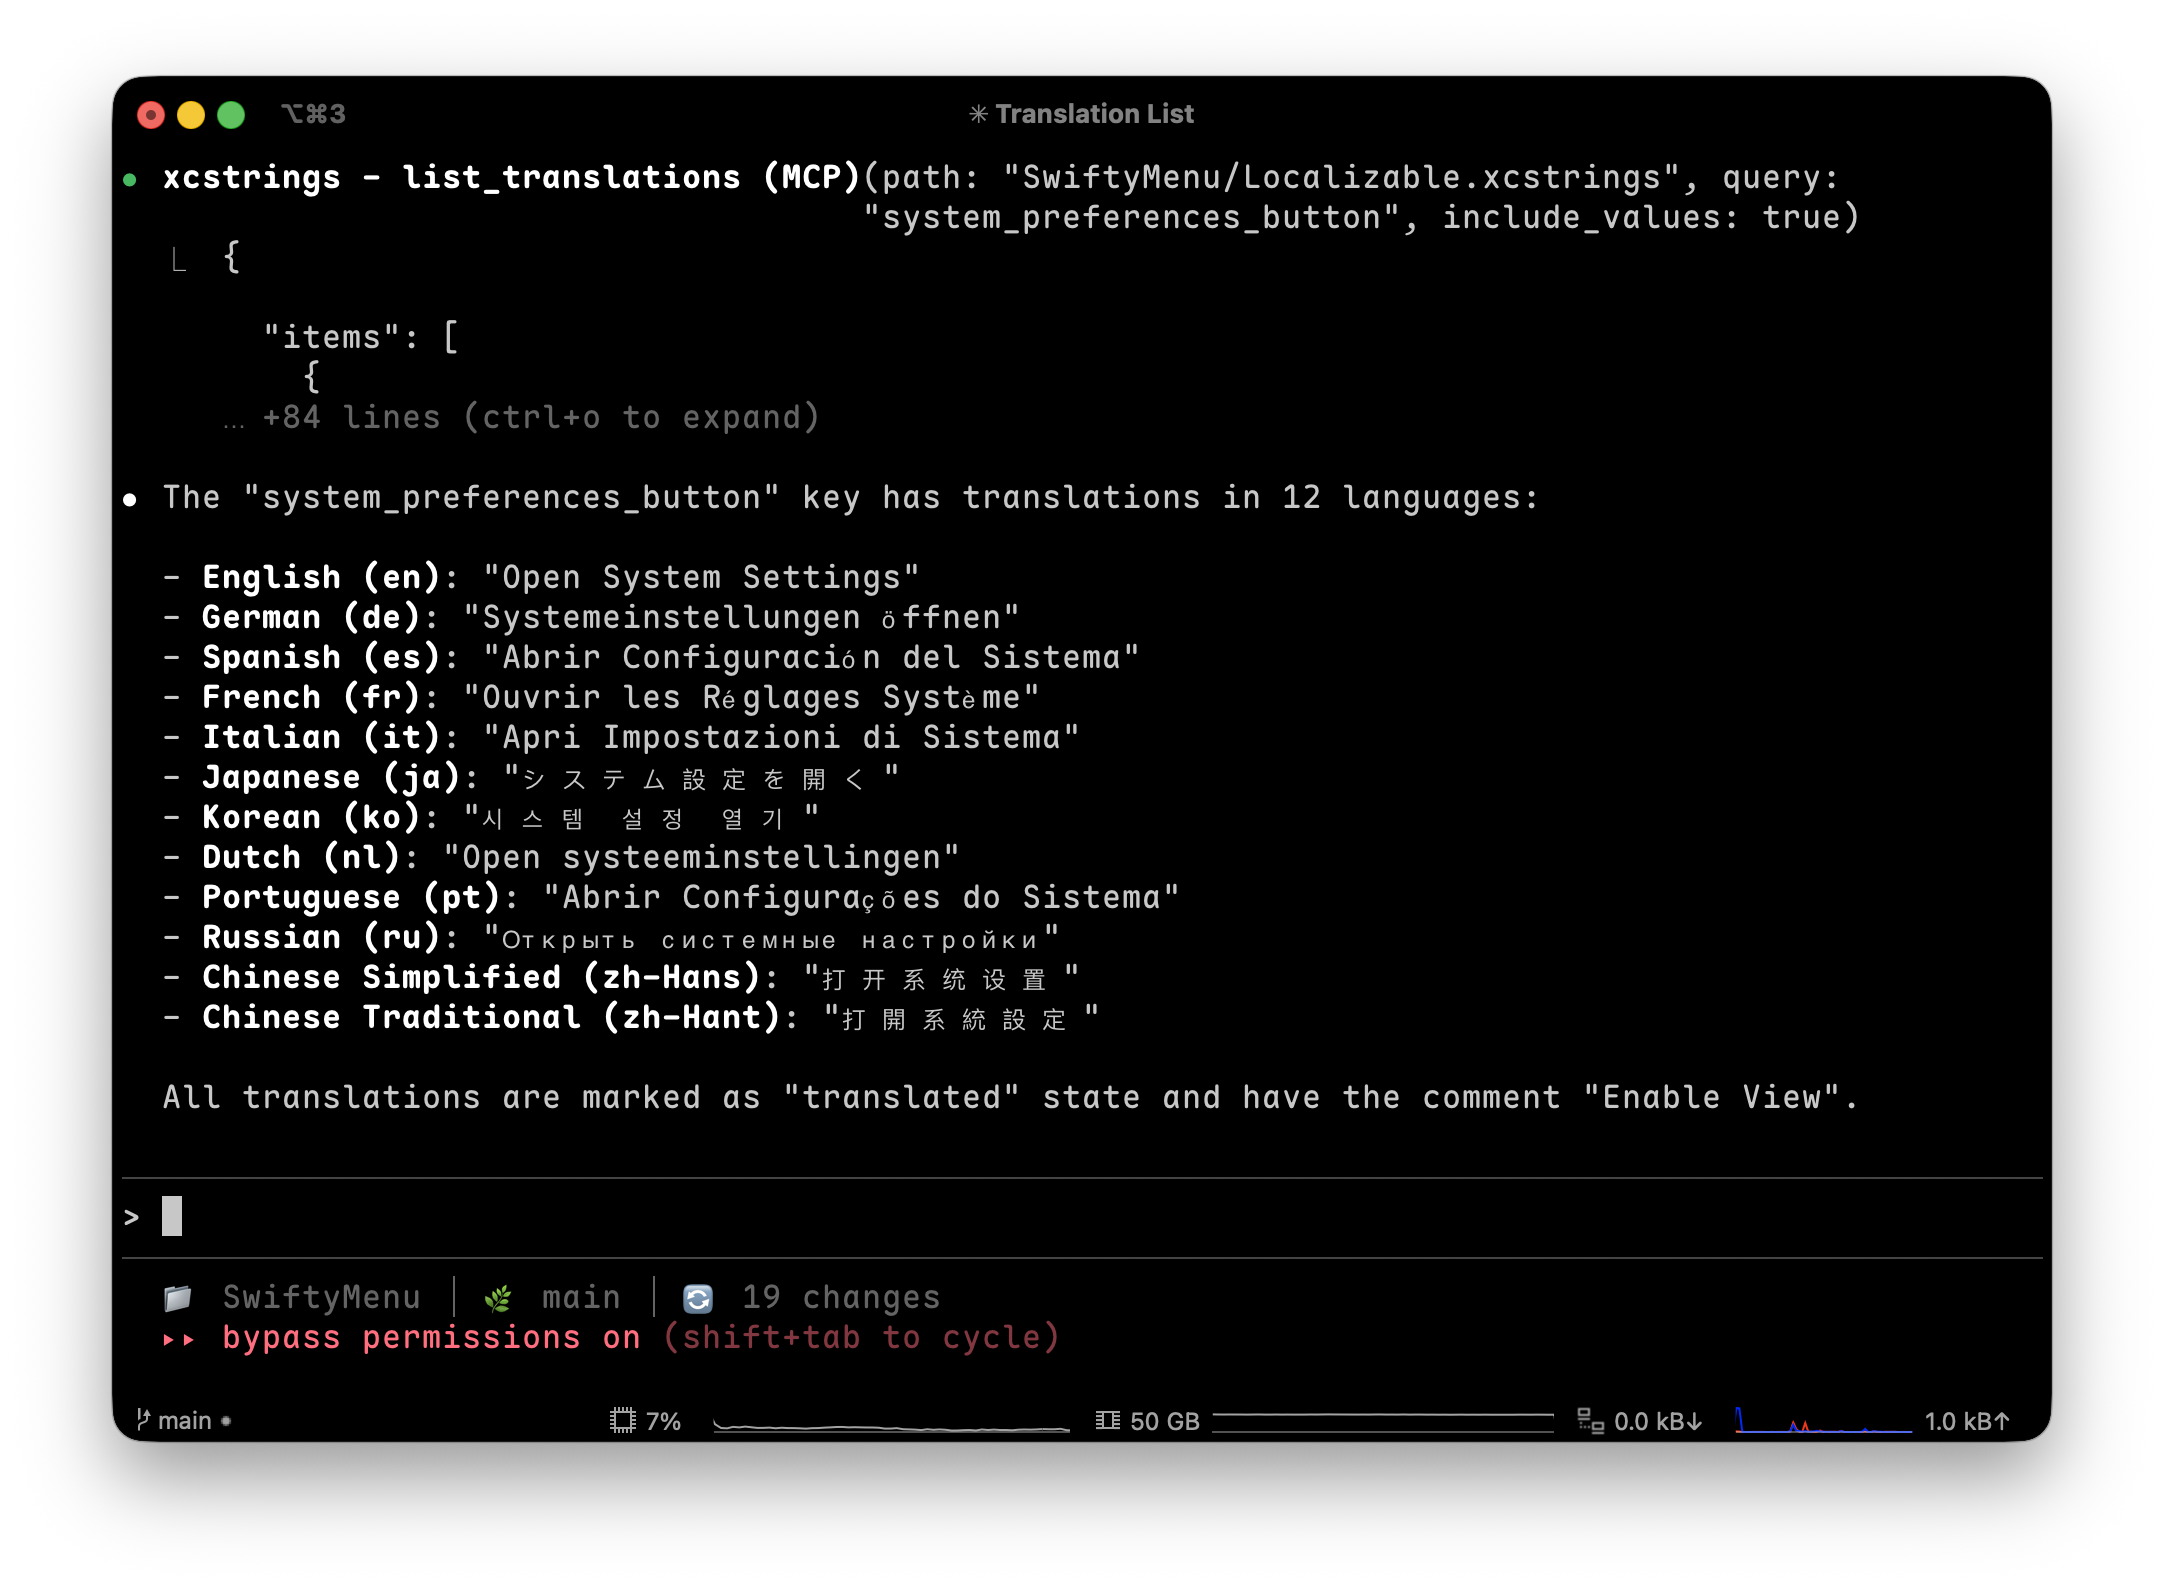 ⌥⌘3
✳ Translation List
● xcstrings - list_translations (MCP)(path: "SwiftyMenu/Localizable.xcstrings", query:
"system_preferences_button", include_values: true)
⎿ {
"items": [
{
… +84 lines (ctrl+o to expand)
● The "system_preferences_button" key has translations in 12 languages:
- English (en): "Open System Settings"
- German (de): "Systemeinstellungen öffnen"
- Spanish (es): "Abrir Configuración del Sistema"
- French (fr): "Ouvrir les Réglages Système"
- Italian (it): "Apri Impostazioni di Sistema"
- Japanese (ja): "システム設定を開く"
- Korean (ko): "시스템 설정 열기"
- Dutch (nl): "Open systeeminstellingen"
- Portuguese (pt): "Abrir Configurações do Sistema"
- Russian (ru): "Открыть системные настройки"
- Chinese Simplified (zh-Hans): "打开系统设置"
- Chinese Traditional (zh-Hant): "打開系統設定"
All translations are marked as "translated" state and have the comment "Enable View".
>
📁 SwiftyMenu │ 🌿 main │ 🔄 19 changes
▸▸ bypass permissions on (shift+tab to cycle)
main • 7% 50 GB 0.0 kB↓ 1.0 kB↑